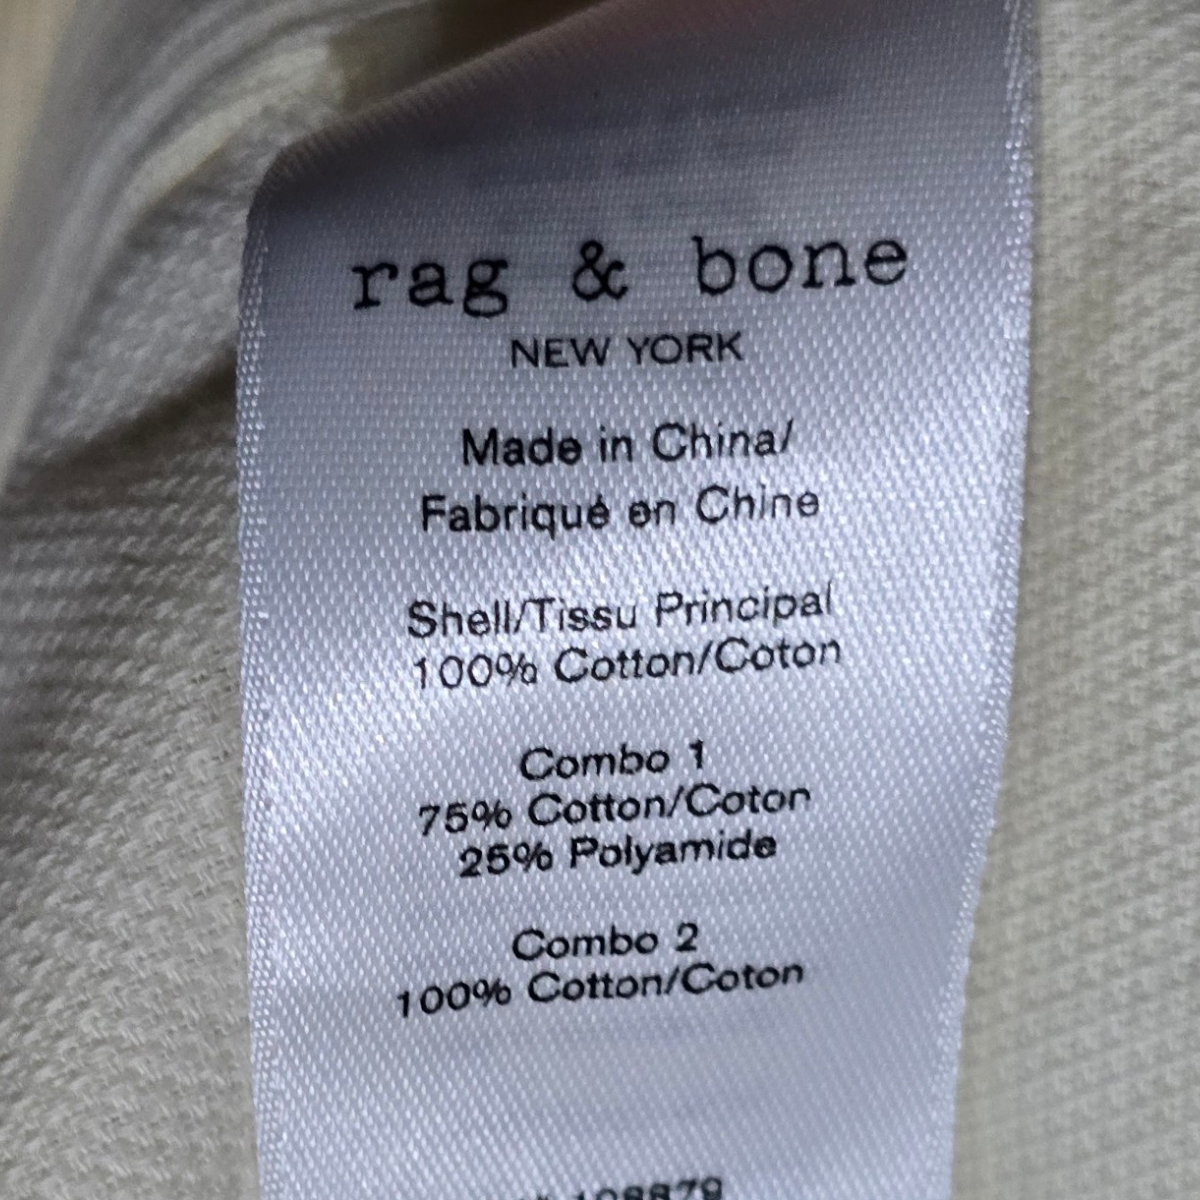 rag & bone
NEW YORK
Made in China/
Fabriqué en Chine
Shell/Tissu Principal
100% Cotton/Coton
Combo 1
75% Cotton/Coton
25% Polyamide
Combo 2
100% Cotton/Coton